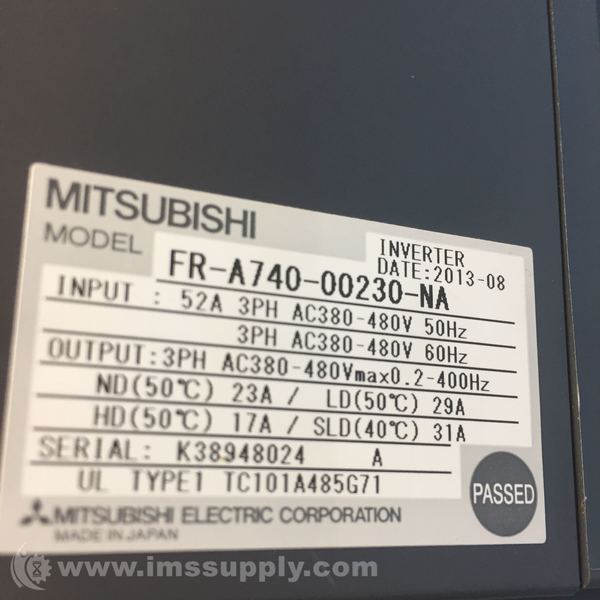 MITSUBISHI
INVERTER
MODEL FR-A740-00230-NA DATE:2013-08
INPUT : 52A 3PH AC380-480V 50Hz
3PH AC380-480V 60Hz
OUTPUT:3PH AC380-480Vmax0.2-400Hz
ND(50℃) 23A / LD(50℃) 29A
HD(50℃) 17A / SLD(40℃) 31A
SERIAL: K38948024 A
UL TYPE1 TC101A485G71
PASSED
MITSUBISHI ELECTRIC CORPORATION
MADE IN JAPAN
www.imssupply.com